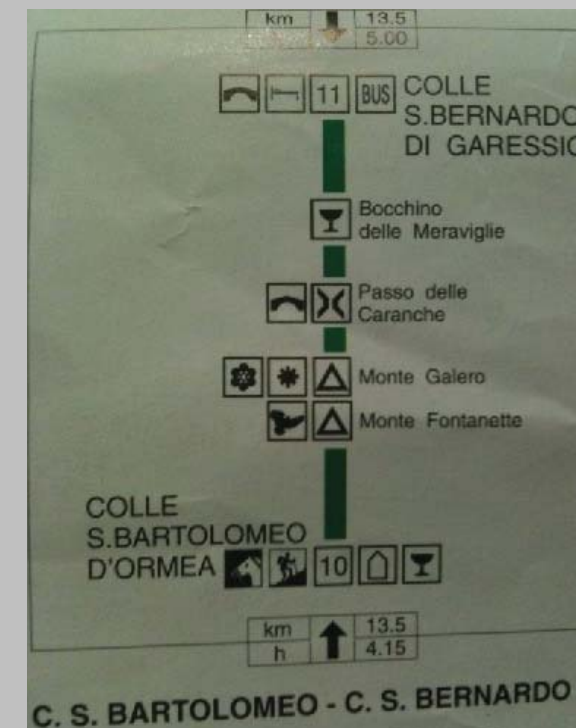 km 13.5
h 5.00
11 BUS COLLE
S.BERNARDO
DI GARESSIO
Bocchino
delle Meraviglie
Passo delle
Caranche
Monte Galero
Monte Fontanette
COLLE
S.BARTOLOMEO
D'ORMEA 10
km 13.5
h 4.15
C. S. BARTOLOMEO - C. S. BERNARDO